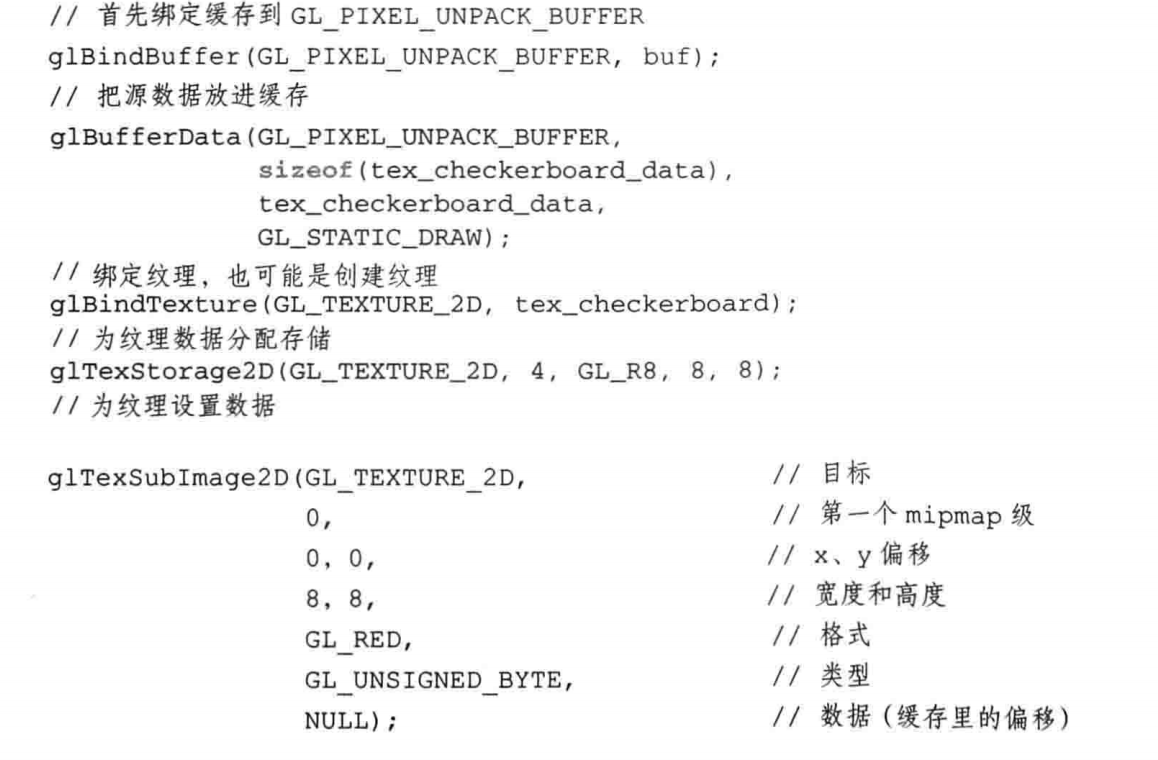 // 首先绑定缓存到 GL_PIXEL_UNPACK_BUFFER
glBindBuffer(GL_PIXEL_UNPACK_BUFFER, buf);
// 把源数据放进缓存
glBufferData(GL_PIXEL_UNPACK_BUFFER,
sizeof(tex_checkerboard_data),
tex_checkerboard_data,
GL_STATIC_DRAW);
// 绑定纹理，也可能是创建纹理
glBindTexture(GL_TEXTURE_2D, tex_checkerboard);
// 为纹理数据分配存储
glTexStorage2D(GL_TEXTURE_2D, 4, GL_R8, 8, 8);
// 为纹理设置数据
glTexSubImage2D(GL_TEXTURE_2D, // 目标
0, // 第一个 mipmap 级
0, 0, // x、y 偏移
8, 8, // 宽度和高度
GL_RED, // 格式
GL_UNSIGNED_BYTE, // 类型
NULL); // 数据(缓存里的偏移)